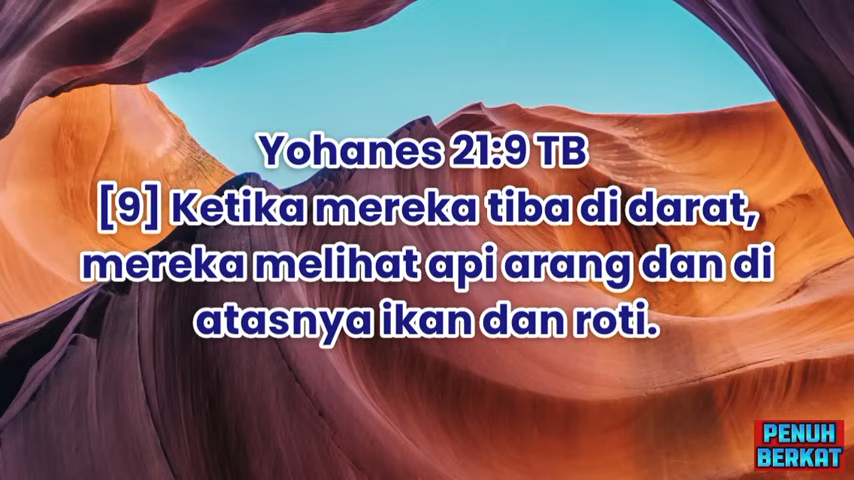 Yohanes 21:9 TB
[9] Ketika mereka tiba di darat,
mereka melihat api arang dan di
atasnya ikan dan roti.
PENUH
BERKAT